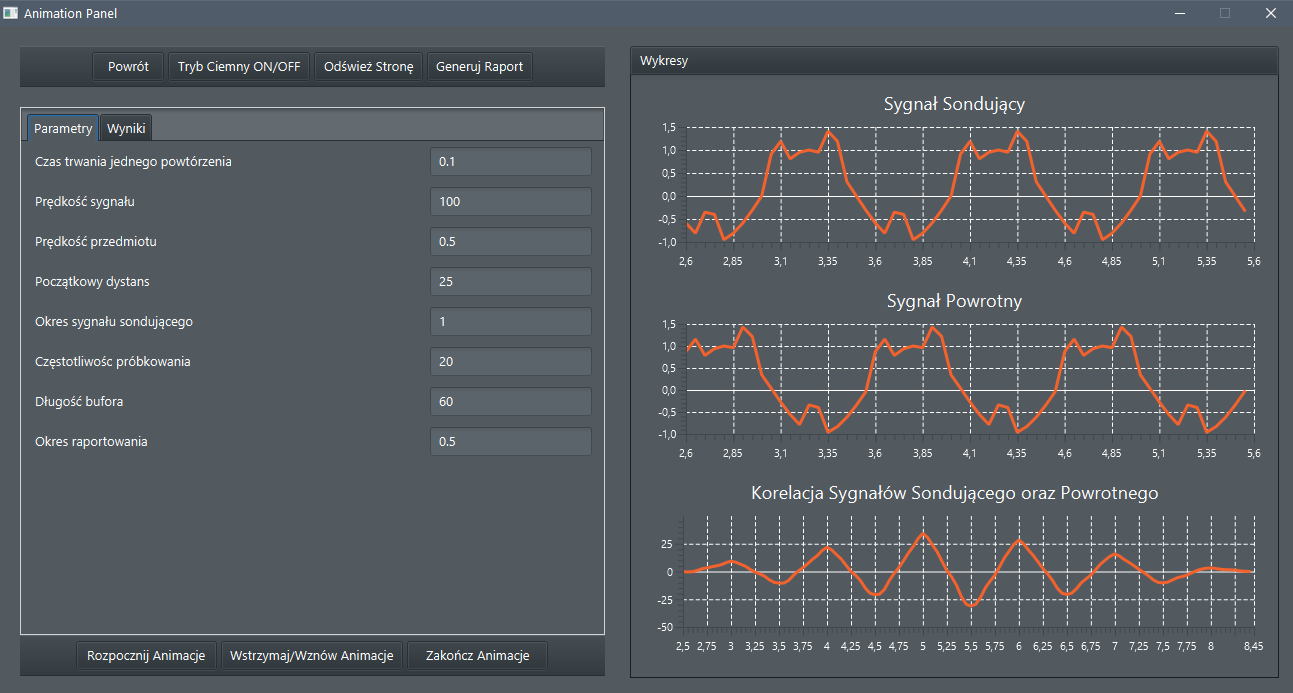 Animation Panel
Powrót Tryb Ciemny ON/OFF Odśwież Stronę Generuj Raport
Parametry Wyniki
Czas trwania jednego powtórzenia 0.1
Prędkość sygnału 100
Prędkość przedmiotu 0.5
Początkowy dystans 25
Okres sygnału sondującego 1
Częstotliwośc próbkowania 20
Długość bufora 60
Okres raportowania 0.5
Rozpocznij Animacje Wstrzymaj/Wznów Animacje Zakończ Animacje
Wykresy
Sygnał Sondujący
1,5
1,0
0,5
0,0
-0,5
-1,0
2,6 2,85 3,1 3,35 3,6 3,85 4,1 4,35 4,6 4,85 5,1 5,35 5,6
Sygnał Powrotny
1,5
1,0
0,5
0,0
-0,5
-1,0
2,6 2,85 3,1 3,35 3,6 3,85 4,1 4,35 4,6 4,85 5,1 5,35 5,6
Korelacja Sygnałów Sondującego oraz Powrotnego
25
0
-25
-50
2,5 2,75 3 3,25 3,5 3,75 4 4,25 4,5 4,75 5 5,25 5,5 5,75 6 6,25 6,5 6,75 7 7,25 7,5 7,75 8 8,45